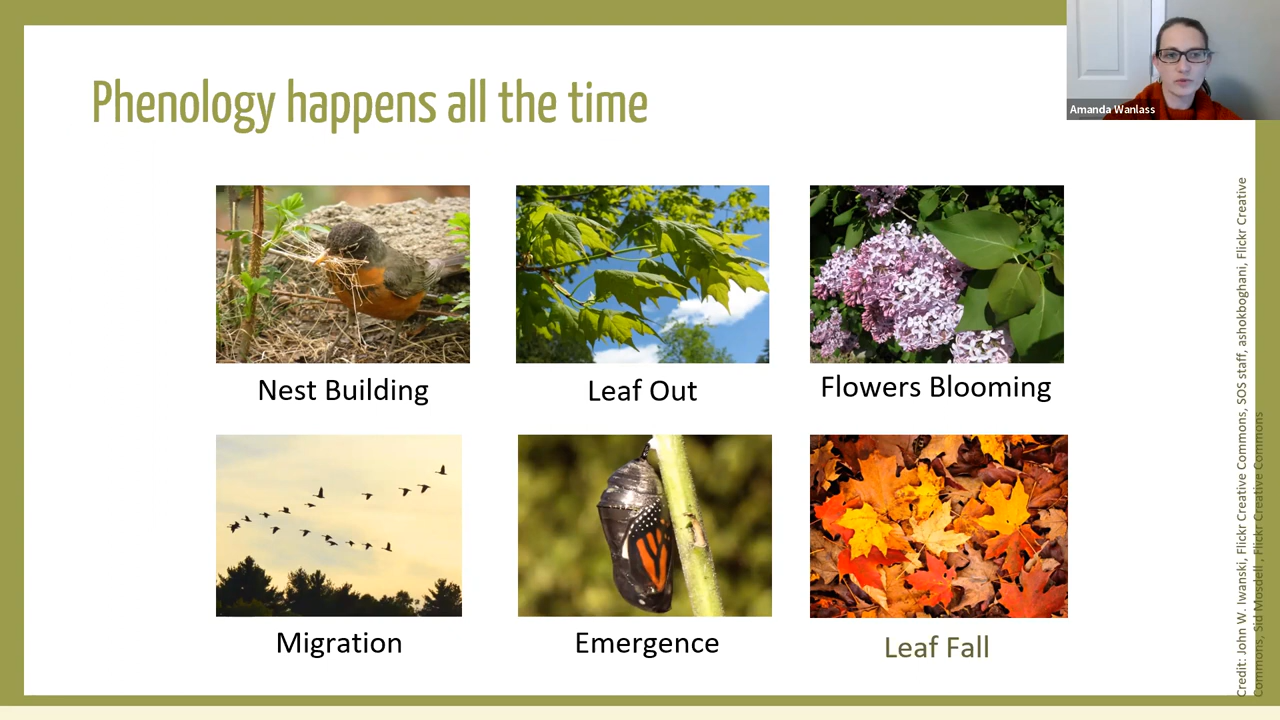 Phenology happens all the time
Amanda Wanlass
Nest Building
Leaf Out
Flowers Blooming
Migration
Emergence
Leaf Fall
Credit: John W. Iwanski, Flickr Creative Commons, SOS staff, ashokboghani, Flickr Creative
Commons, Sid Mosdell , Flickr Creative Commons